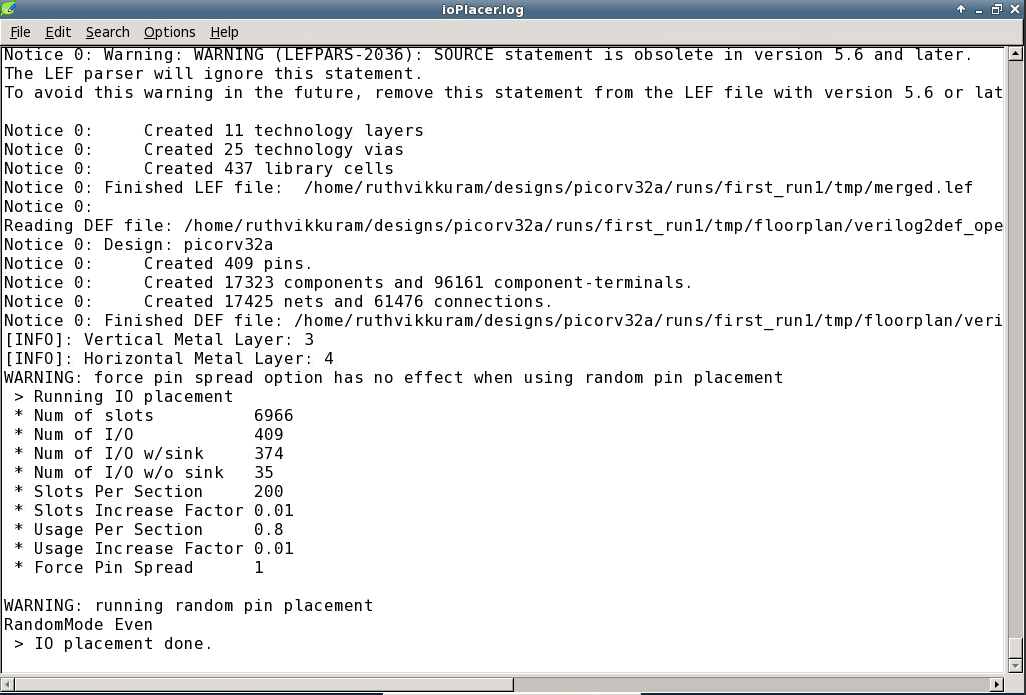 ioPlacer.log
File Edit Search Options Help
Notice 0: Warning: WARNING (LEFPARS-2036): SOURCE statement is obsolete in version 5.6 and later.
The LEF parser will ignore this statement.
To avoid this warning in the future, remove this statement from the LEF file with version 5.6 or lat
Notice 0:     Created 11 technology layers
Notice 0:     Created 25 technology vias
Notice 0:     Created 437 library cells
Notice 0: Finished LEF file:  /home/ruthvikkuram/designs/picorv32a/runs/first_run1/tmp/merged.lef
Notice 0:
Reading DEF file: /home/ruthvikkuram/designs/picorv32a/runs/first_run1/tmp/floorplan/verilog2def_ope
Notice 0: Design: picorv32a
Notice 0:     Created 409 pins.
Notice 0:     Created 17323 components and 96161 component-terminals.
Notice 0:     Created 17425 nets and 61476 connections.
Notice 0: Finished DEF file: /home/ruthvikkuram/designs/picorv32a/runs/first_run1/tmp/floorplan/veri
[INFO]: Vertical Metal Layer: 3
[INFO]: Horizontal Metal Layer: 4
WARNING: force pin spread option has no effect when using random pin placement
 > Running IO placement
 * Num of slots          6966
 * Num of I/O            409
 * Num of I/O w/sink     374
 * Num of I/O w/o sink   35
 * Slots Per Section     200
 * Slots Increase Factor 0.01
 * Usage Per Section     0.8
 * Usage Increase Factor 0.01
 * Force Pin Spread      1
WARNING: running random pin placement
RandomMode Even
 > IO placement done.